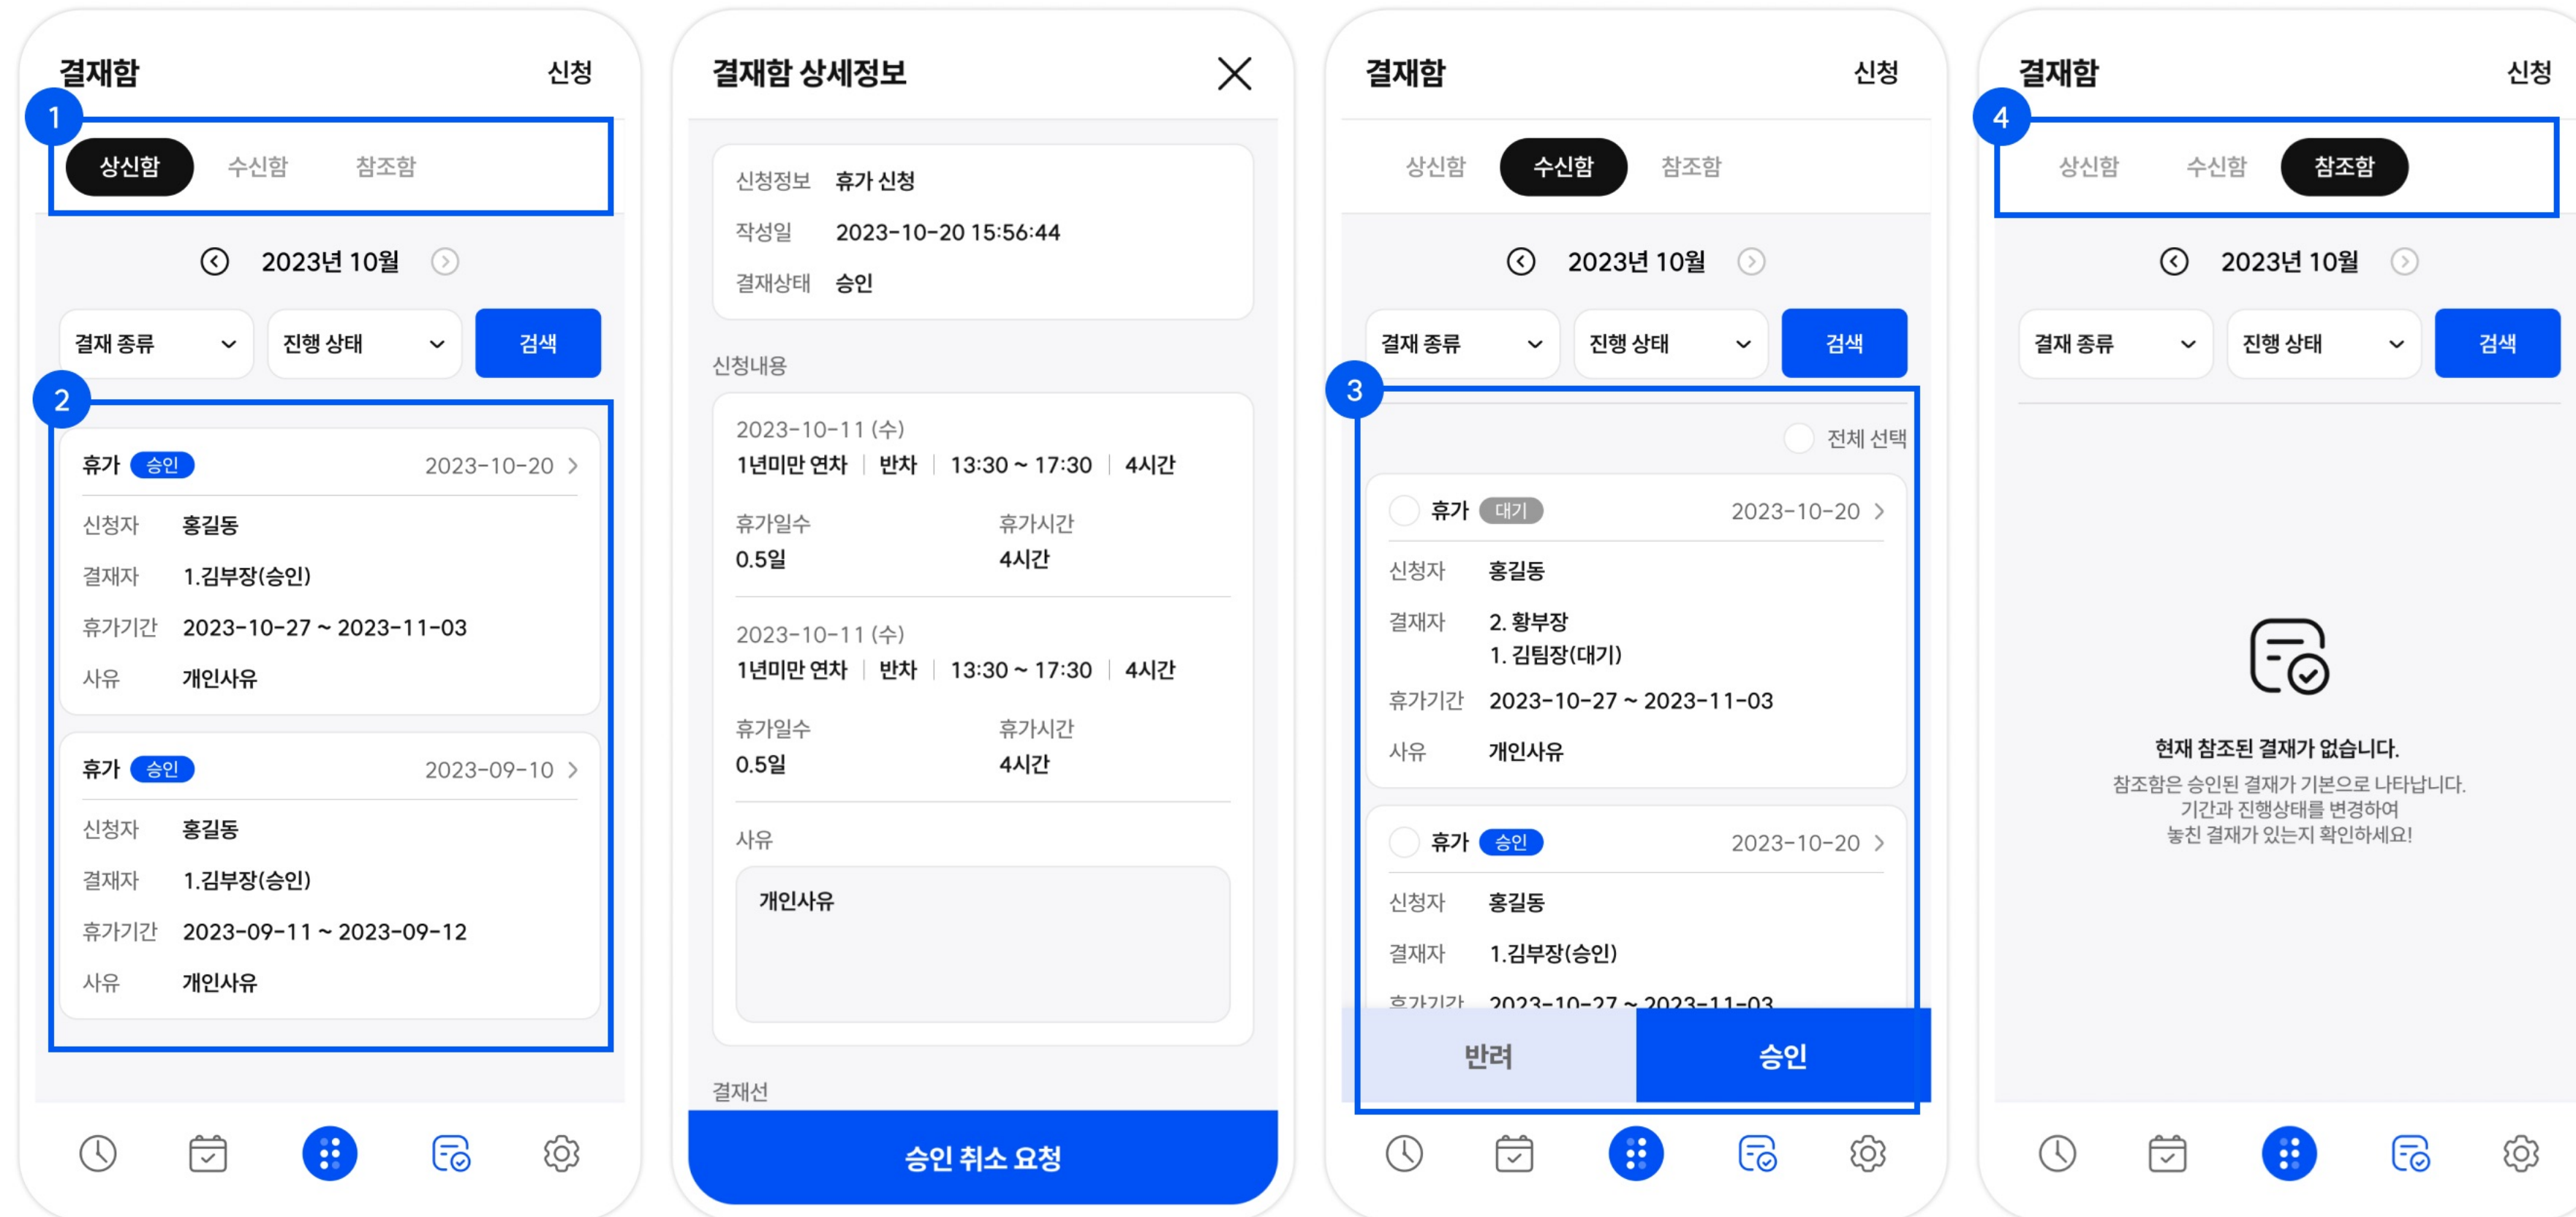 결재함 신청
1
상신함 수신함 참조함
2023년 10월
결재 종류 진행 상태 검색
2
휴가 승인 2023-10-20
신청자 홍길동
결재자 1.김부장(승인)
휴가기간 2023-10-27 ~ 2023-11-03
사유 개인사유
휴가 승인 2023-09-10
신청자 홍길동
결재자 1.김부장(승인)
휴가기간 2023-09-11 ~ 2023-09-12
사유 개인사유
결재함 상세정보
신청정보 휴가 신청
작성일 2023-10-20 15:56:44
결재상태 승인
신청내용
2023-10-11 (수)
1년미만 연차 | 반차 | 13:30 ~ 17:30 | 4시간
휴가일수 휴가시간
0.5일 4시간
2023-10-11 (수)
1년미만 연차 | 반차 | 13:30 ~ 17:30 | 4시간
휴가일수 휴가시간
0.5일 4시간
사유
개인사유
결재선
승인 취소 요청
결재함 신청
상신함 수신함 참조함
2023년 10월
결재 종류 진행 상태 검색
3
전체 선택
휴가 대기 2023-10-20
신청자 홍길동
결재자 2. 황부장
1. 김팀장(대기)
휴가기간 2023-10-27 ~ 2023-11-03
사유 개인사유
휴가 승인 2023-10-20
신청자 홍길동
결재자 1.김부장(승인)
휴가기간 2023-10-27 ~ 2023-11-03
반려 승인
결재함 신청
4
상신함 수신함 참조함
2023년 10월
결재 종류 진행 상태 검색
현재 참조된 결재가 없습니다.
참조함은 승인된 결재가 기본으로 나타납니다.
기간과 진행상태를 변경하여
놓친 결재가 있는지 확인하세요!